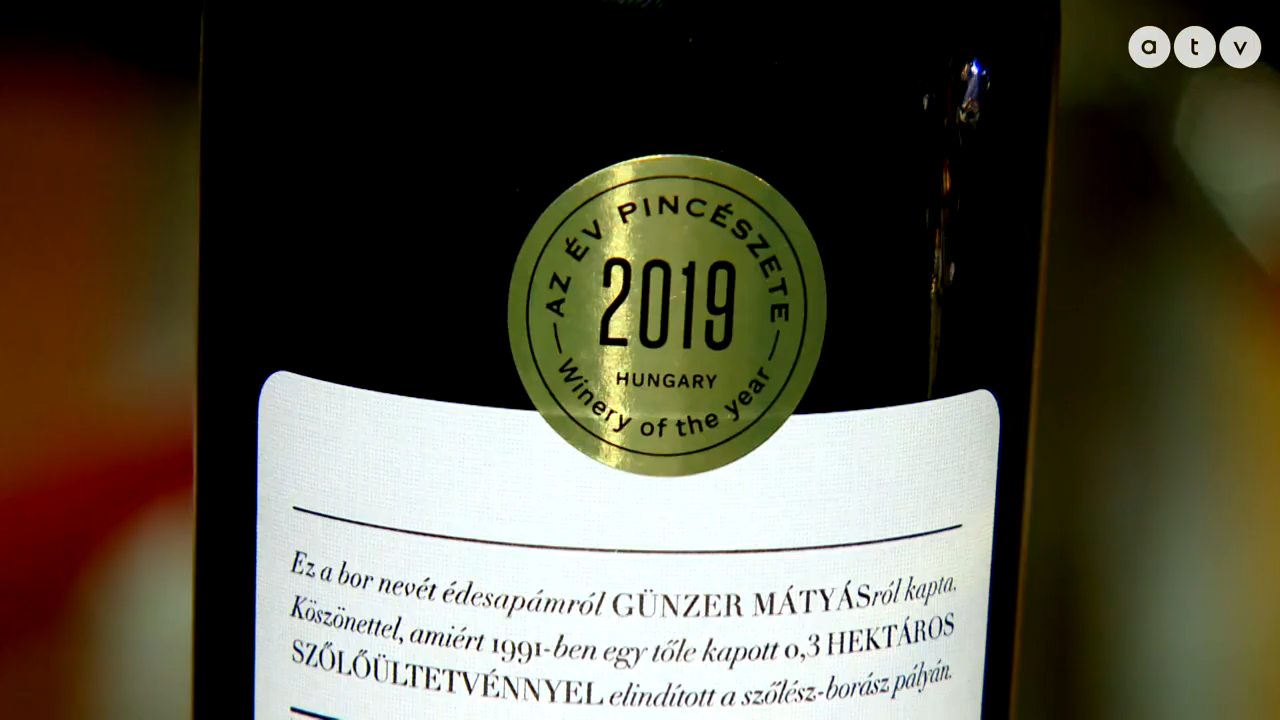 atv
AZ ÉV PINCÉSZETE
2019
HUNGARY
Winery of the year
Ez a bor nevét édesapámról GÜNZER MÁTYÁSról kapta.
Köszönettel, amiért 1991-ben egy tőle kapott 0,3 HEKTÁROS
SZŐLŐÜLTETVÉNNYEL elindított a szőlész-borász pályán.